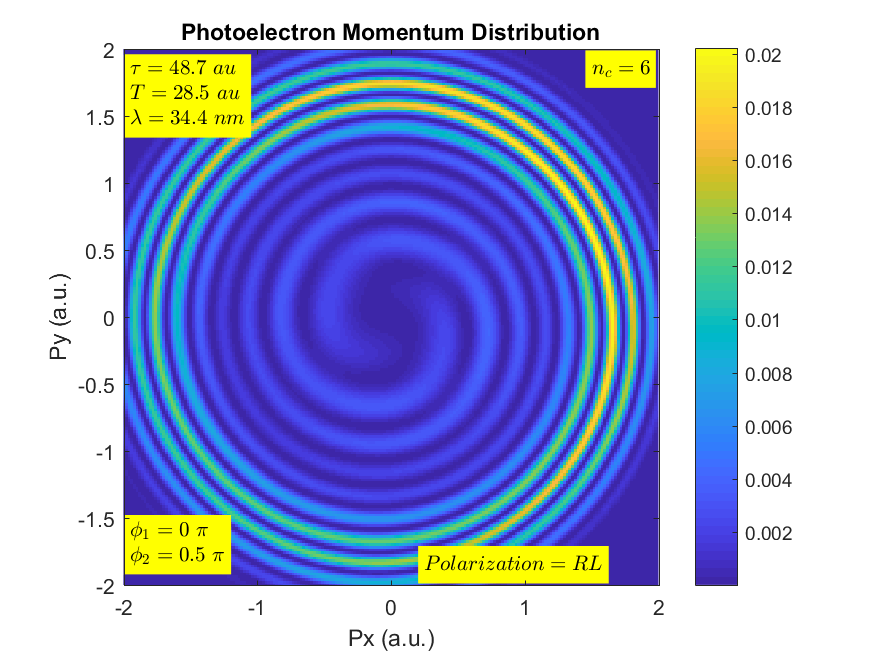 Photoelectron Momentum Distribution
τ = 48.7 au
T = 28.5 au
λ = 34.4 nm
n_c = 6
ϕ_1 = 0 π
ϕ_2 = 0.5 π
Polarization = RL
2
1.5
1
0.5
0
-0.5
-1
-1.5
-2
Py (a.u.)
-2 -1 0 1 2
Px (a.u.)
0.02
0.018
0.016
0.014
0.012
0.01
0.008
0.006
0.004
0.002